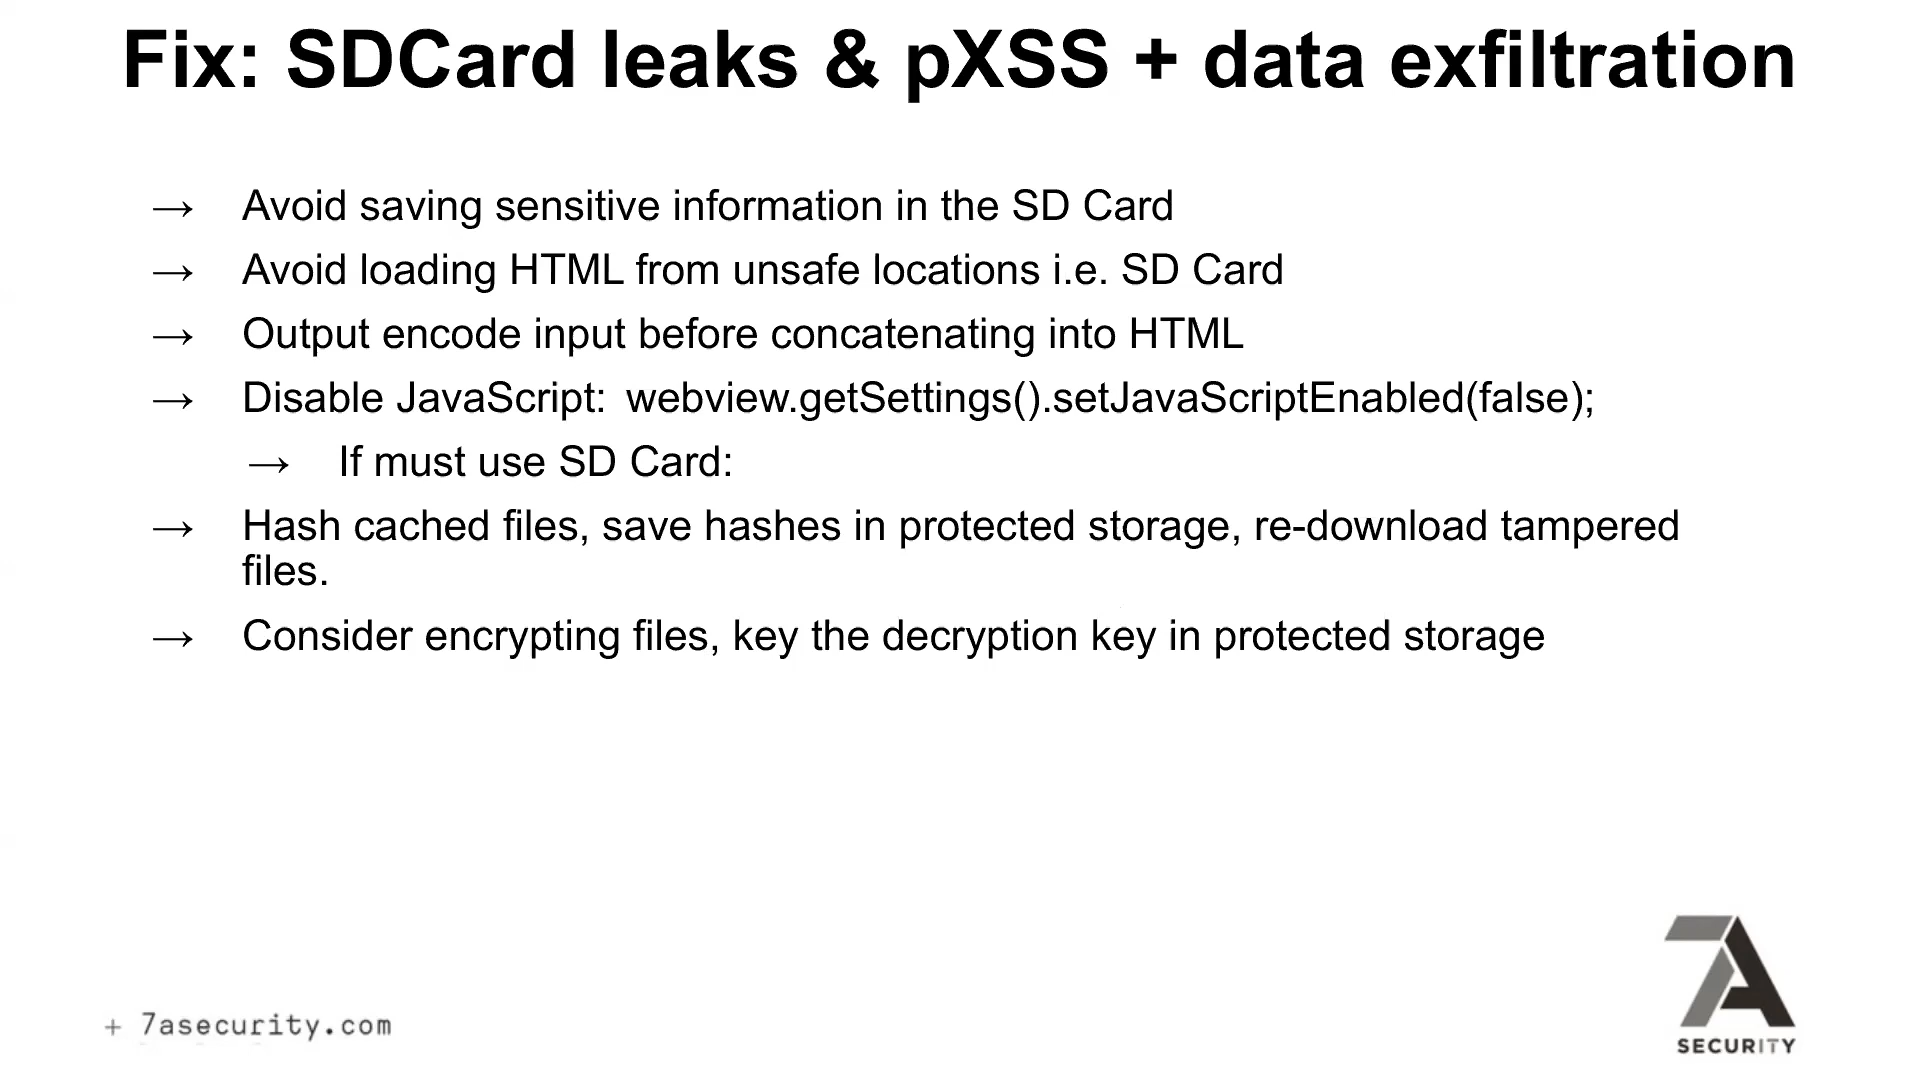 Fix: SDCard leaks & pXSS + data exfiltration
→ Avoid saving sensitive information in the SD Card
→ Avoid loading HTML from unsafe locations i.e. SD Card
→ Output encode input before concatenating into HTML
→ Disable JavaScript: webview.getSettings().setJavaScriptEnabled(false);
→ If must use SD Card:
→ Hash cached files, save hashes in protected storage, re-download tampered
files.
→ Consider encrypting files, key the decryption key in protected storage
+ 7asecurity.com
7A
SECURITY